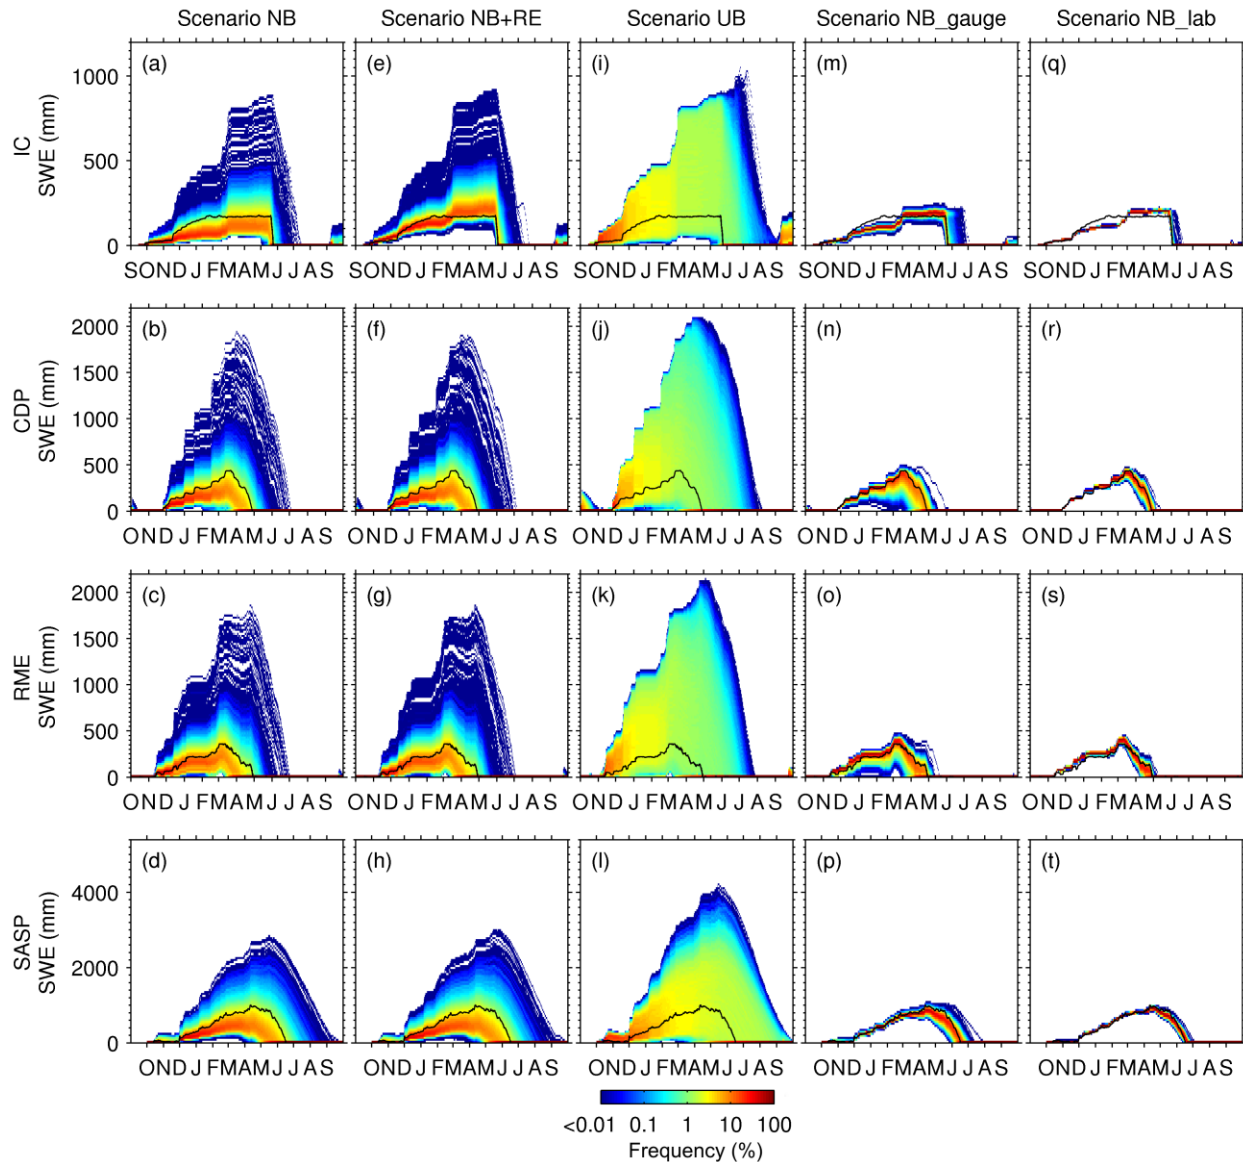 Scenario NB Scenario NB+RE Scenario UB Scenario NB_gauge Scenario NB_lab
IC
SWE (mm)
1000
500
0
(a) (e) (i) (m) (q)
SOND J FMAMJ J AS SOND J FMAMJ J AS SOND J FMAMJ J AS SOND J FMAMJ J AS SOND J FMAMJ J AS
CDP
SWE (mm)
2000
1500
1000
500
0
(b) (f) (j) (n) (r)
OND J FMAMJ J AS OND J FMAMJ J AS OND J FMAMJ J AS OND J FMAMJ J AS OND J FMAMJ J AS
RME
SWE (mm)
2000
1500
1000
500
0
(c) (g) (k) (o) (s)
OND J FMAMJ J AS OND J FMAMJ J AS OND J FMAMJ J AS OND J FMAMJ J AS OND J FMAMJ J AS
SASP
SWE (mm)
4000
2000
0
(d) (h) (l) (p) (t)
OND J FMAMJ J AS OND J FMAMJ J AS OND J FMAMJ J AS OND J FMAMJ J AS OND J FMAMJ J AS
<0.01 0.1 1 10 100
Frequency (%)